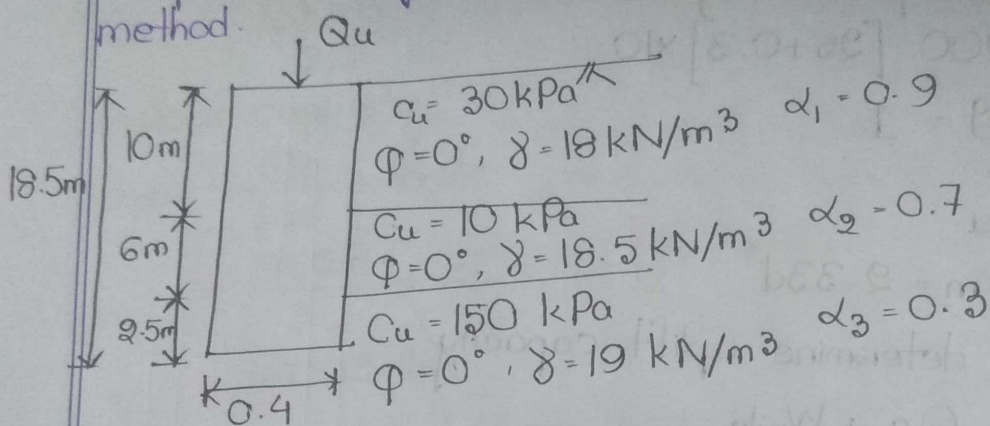 method.
Qu
Cu = 30kPa
φ = 0°, γ = 18 kN/m³ α₁ = 0.9
10m
18.5m
Cu = 10 kPa
φ = 0°, γ = 18.5 kN/m³ α₂ = 0.7
6m
Cu = 150 kPa
φ = 0°, γ = 19 kN/m³ α₃ = 0.3
2.5m
0.4